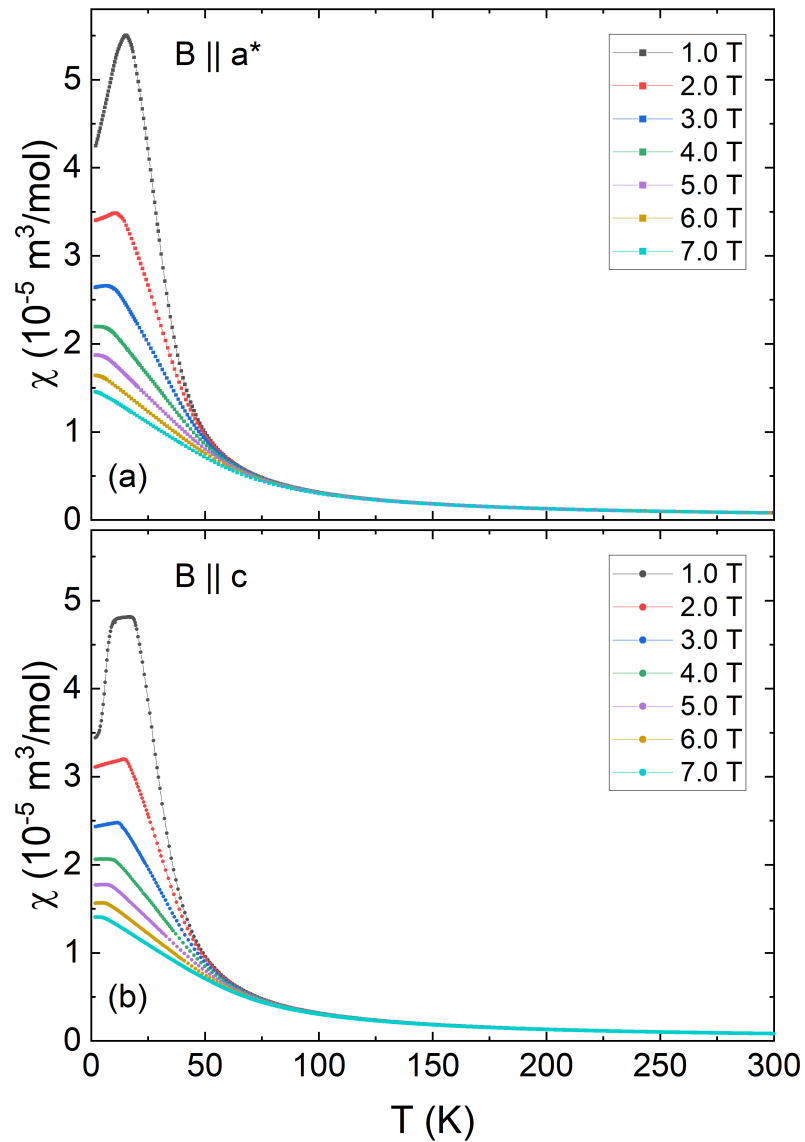 B || a*
1.0 T
2.0 T
3.0 T
4.0 T
5.0 T
6.0 T
7.0 T
5
4
3
2
1
0
χ (10⁻⁵ m³/mol)
(a)
B || c
1.0 T
2.0 T
3.0 T
4.0 T
5.0 T
6.0 T
7.0 T
5
4
3
2
1
0
χ (10⁻⁵ m³/mol)
(b)
0 50 100 150 200 250 300
T (K)